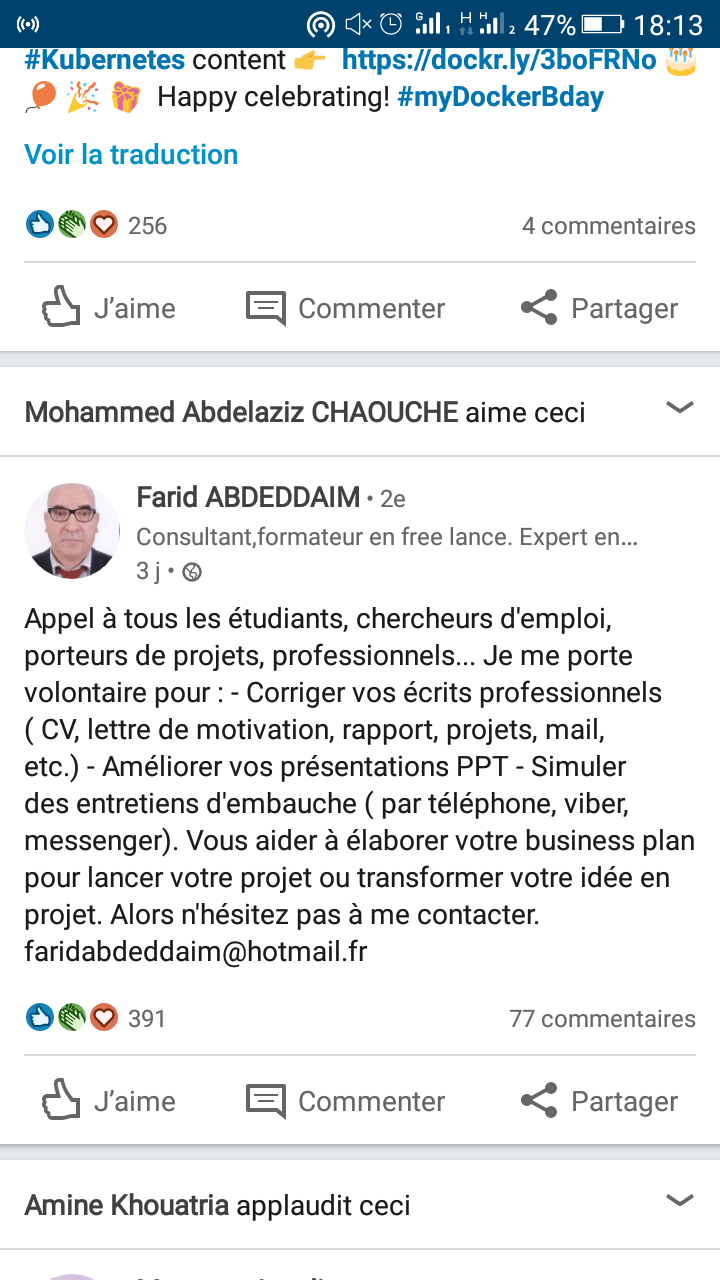 G 1 H H 2 47% 18:13
#Kubernetes content https://dockr.ly/3boFRNo
Happy celebrating! #myDockerBday
Voir la traduction
256 4 commentaires
J'aime Commenter Partager
Mohammed Abdelaziz CHAOUCHE aime ceci
Farid ABDEDDAIM • 2e
Consultant,formateur en free lance. Expert en...
3 j •
Appel à tous les étudiants, chercheurs d'emploi,
porteurs de projets, professionnels... Je me porte
volontaire pour : - Corriger vos écrits professionnels
( CV, lettre de motivation, rapport, projets, mail,
etc.) - Améliorer vos présentations PPT - Simuler
des entretiens d'embauche ( par téléphone, viber,
messenger). Vous aider à élaborer votre business plan
pour lancer votre projet ou transformer votre idée en
projet. Alors n'hésitez pas à me contacter.
faridabdeddaim@hotmail.fr
391 77 commentaires
J'aime Commenter Partager
Amine Khouatria applaudit ceci